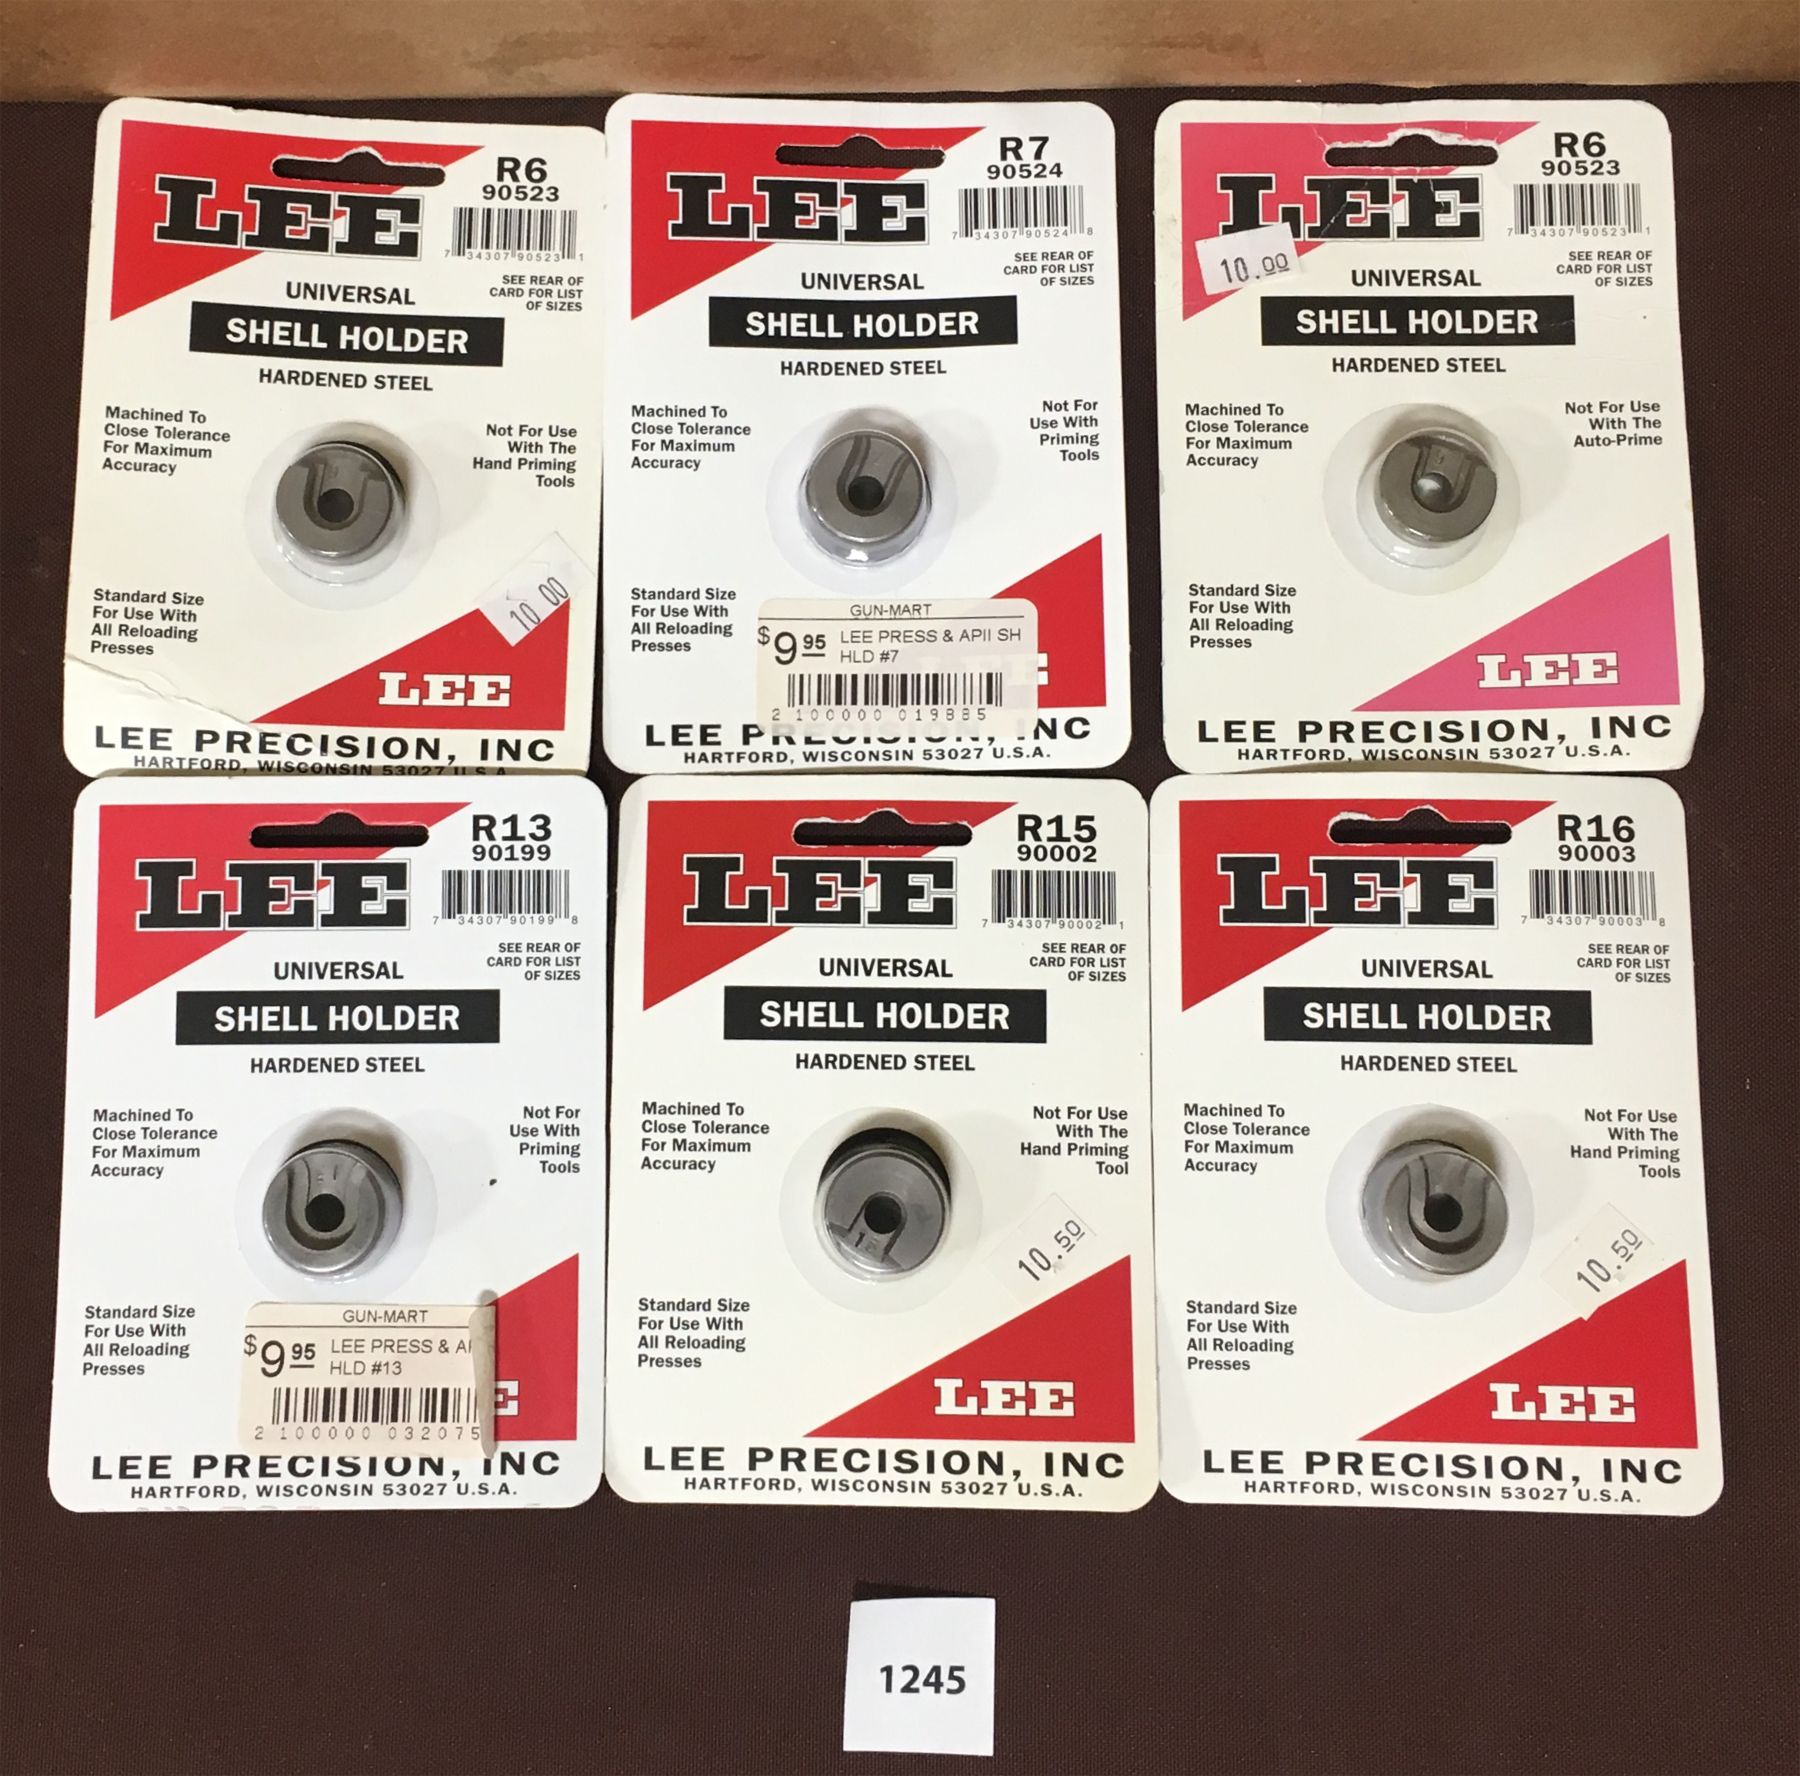 LEE
R6
90523
7 34307 90523 1
SEE REAR OF
CARD FOR LIST
OF SIZES
UNIVERSAL
SHELL HOLDER
HARDENED STEEL
Machined To
Close Tolerance
For Maximum
Accuracy
Not For Use
With The
Hand Priming
Tools
10.00
Standard Size
For Use With
All Reloading
Presses
LEE
LEE PRECISION, INC
HARTFORD, WISCONSIN 53027 U.S.A.
LEE
R7
90524
7 34307 90524 8
SEE REAR OF
CARD FOR LIST
OF SIZES
UNIVERSAL
SHELL HOLDER
HARDENED STEEL
Machined To
Close Tolerance
For Maximum
Accuracy
Not For
Use With
Priming
Tools
Standard Size
For Use With
All Reloading
Presses
GUN-MART
$9.95 LEE PRESS & APII SH
HLD #7
2 100000 019885
LEE PRECISION, INC
HARTFORD, WISCONSIN 53027 U.S.A.
LEE
R6
90523
7 34307 90523 1
SEE REAR OF
CARD FOR LIST
OF SIZES
10.00
UNIVERSAL
SHELL HOLDER
HARDENED STEEL
Machined To
Close Tolerance
For Maximum
Accuracy
Not For Use
With The
Auto-Prime
Standard Size
For Use With
All Reloading
Presses
LEE
LEE PRECISION, INC
HARTFORD, WISCONSIN 53027 U.S.A.
LEE
R13
90199
7 34307 90199 8
SEE REAR OF
CARD FOR LIST
OF SIZES
UNIVERSAL
SHELL HOLDER
HARDENED STEEL
Machined To
Close Tolerance
For Maximum
Accuracy
Not For
Use With
Priming
Tools
Standard Size
For Use With
All Reloading
Presses
GUN-MART
$9.95 LEE PRESS &
HLD #13
2 100000 032075
LEE PRECISION, INC
HARTFORD, WISCONSIN 53027 U.S.A.
LEE
R15
90002
7 34307 90002 1
SEE REAR OF
CARD FOR LIST
OF SIZES
UNIVERSAL
SHELL HOLDER
HARDENED STEEL
Machined To
Close Tolerance
For Maximum
Accuracy
Not For Use
With The
Hand Priming
Tool
10.50
Standard Size
For Use With
All Reloading
Presses
LEE
LEE PRECISION, INC
HARTFORD, WISCONSIN 53027 U.S.A.
LEE
R16
90003
7 34307 90003 8
SEE REAR OF
CARD FOR LIST
OF SIZES
UNIVERSAL
SHELL HOLDER
HARDENED STEEL
Machined To
Close Tolerance
For Maximum
Accuracy
Not For Use
With The
Hand Priming
Tools
10.50
Standard Size
For Use With
All Reloading
Presses
LEE
LEE PRECISION, INC
HARTFORD, WISCONSIN 53027 U.S.A.
1245